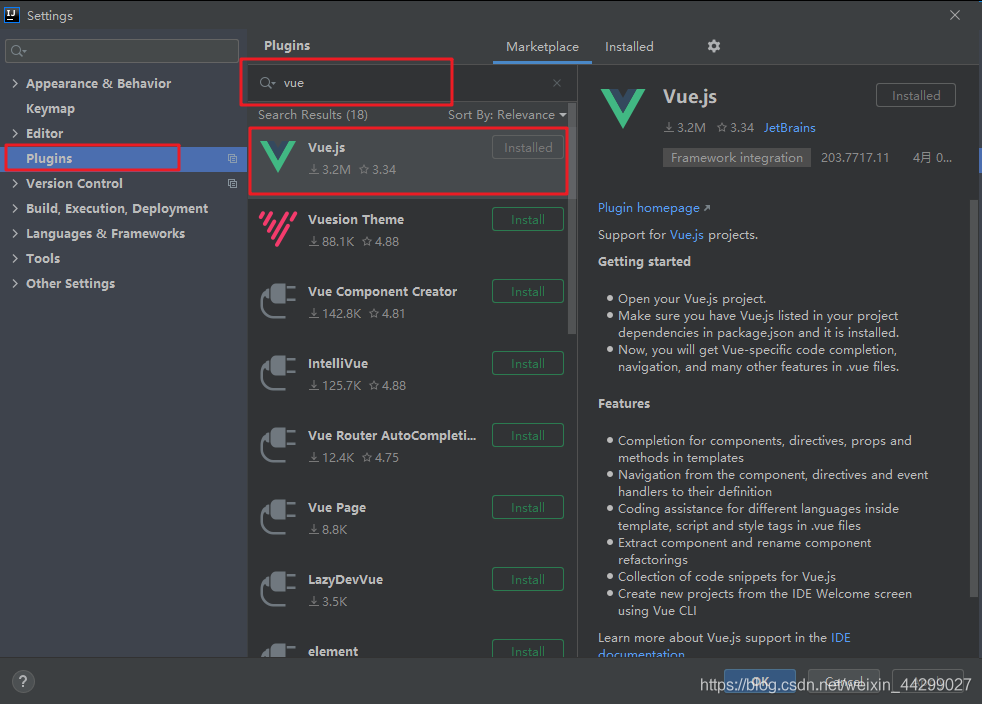 Settings
Appearance & Behavior
Keymap
Editor
Plugins
Version Control
Build, Execution, Deployment
Languages & Frameworks
Tools
Other Settings
Plugins
Marketplace
Installed
vue
Search Results (18)
Sort By: Relevance
Vue.js
Installed
3.2M 3.34
Vuesion Theme
Install
88.1K 4.88
Vue Component Creator
Install
142.8K 4.81
IntelliVue
Install
125.7K 4.88
Vue Router AutoCompleti...
Install
12.4K 4.75
Vue Page
Install
8.8K
LazyDevVue
Install
3.5K
element
Install
Vue.js
Installed
3.2M 3.34 JetBrains
Framework integration 203.7717.11 4月 0...
Plugin homepage
Support for Vue.js projects.
Getting started
Open your Vue.js project.
Make sure you have Vue.js listed in your project
dependencies in package.json and it is installed.
Now, you will get Vue-specific code completion,
navigation, and many other features in .vue files.
Features
Completion for components, directives, props and
methods in templates
Navigation from the component, directives and event
handlers to their definition
Coding assistance for different languages inside
template, script and style tags in .vue files
Extract component and rename component
refactorings
Collection of code snippets for Vue.js
Create new projects from the IDE Welcome screen
using Vue CLI
Learn more about Vue.js support in the IDE
documentation
?
OK
Cancel
https://blog.csdn.net/weixin_44299027